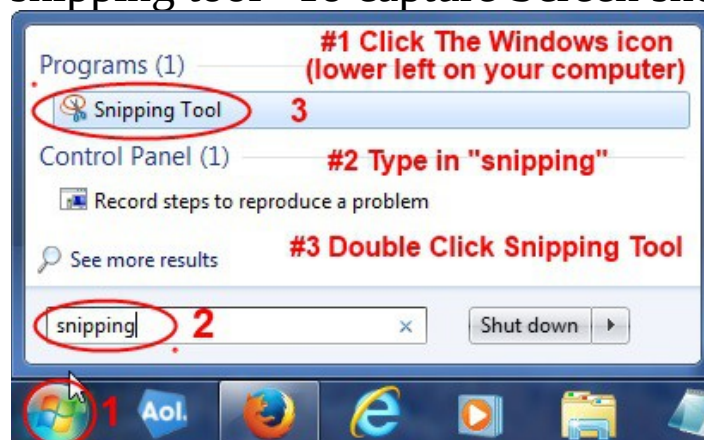 #1 Click The Windows icon
Programs (1) (lower left on your computer)
Snipping Tool 3
Control Panel (1) #2 Type in "snipping"
Record steps to reproduce a problem
See more results #3 Double Click Snipping Tool
snipping 2 × Shut down
1 Aol.